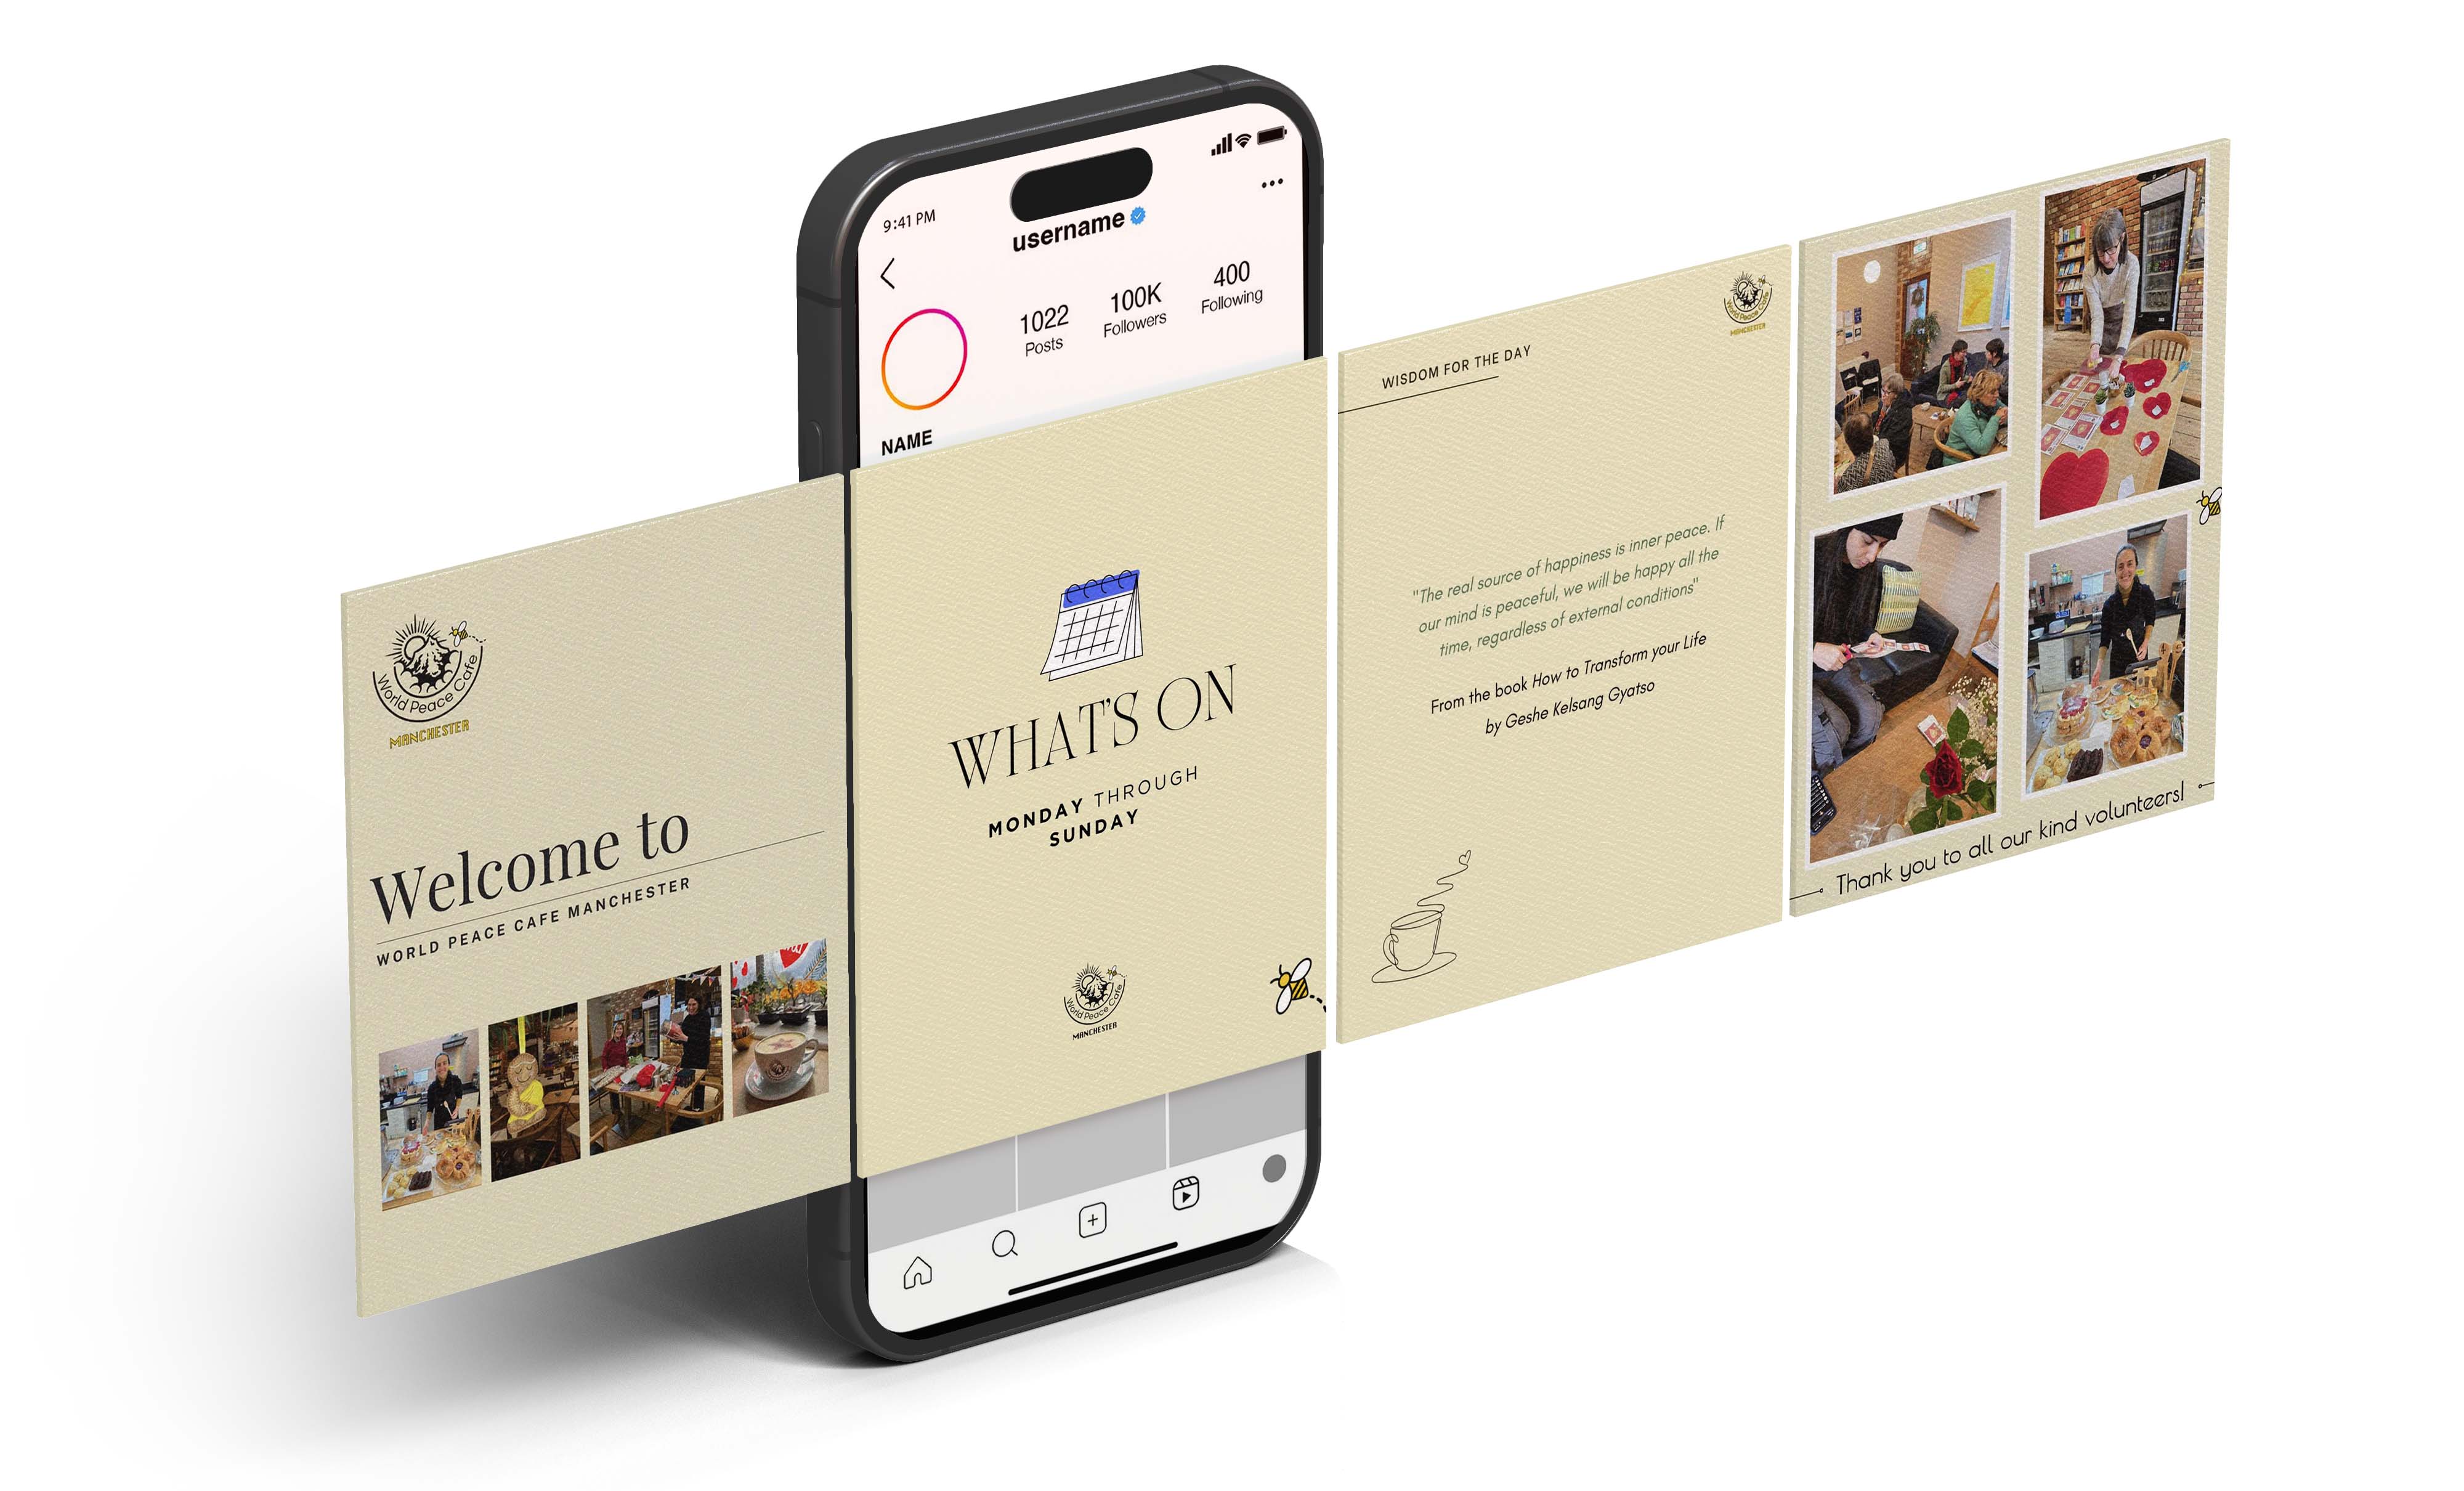 9:41 PM
username
1022
Posts
100K
Followers
400
Following
NAME
World Peace Cafe
MANCHESTER
Welcome to
WORLD PEACE CAFE MANCHESTER
WHAT'S ON
MONDAY THROUGH
SUNDAY
World Peace Cafe
MANCHESTER
WISDOM FOR THE DAY
World Peace Cafe
MANCHESTER
"The real source of happiness is inner peace. If
our mind is peaceful, we will be happy all the
time, regardless of external conditions"
From the book How to Transform your Life
by Geshe Kelsang Gyatso
Thank you to all our kind volunteers!